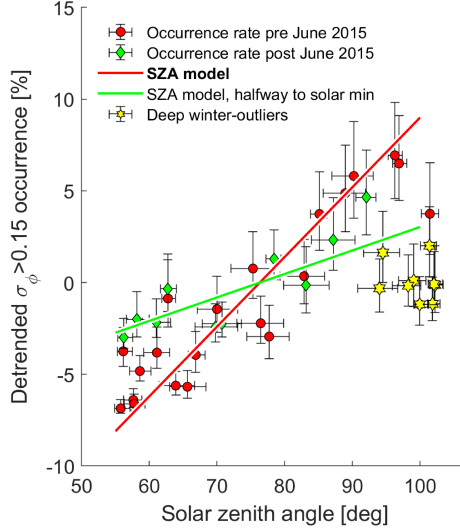 15
10
5
0
-5
-10
50
60
70
80
90
100
Detrended σϕ>0.15 occurrence [%]
Solar zenith angle [deg]
Occurrence rate pre June 2015
Occurrence rate post June 2015
SZA model
SZA model, halfway to solar min
Deep winter-outliers